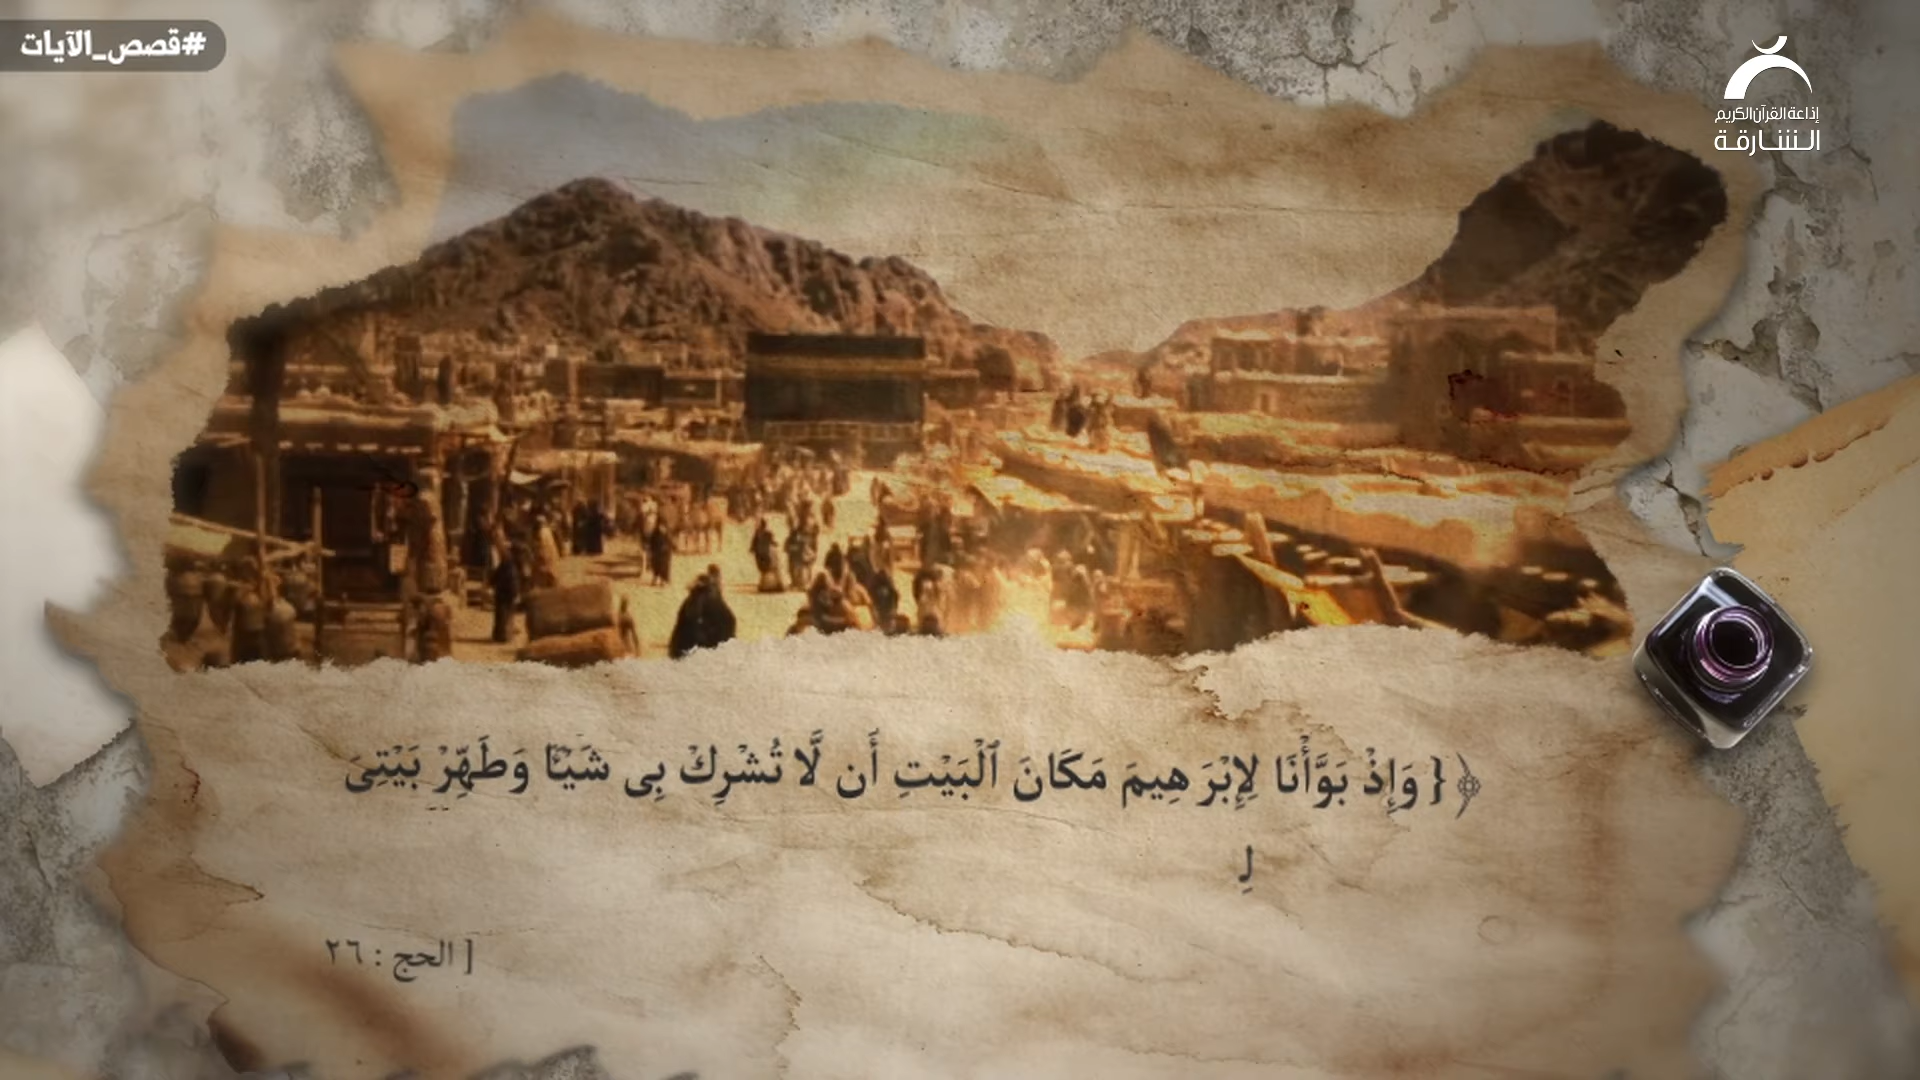 #قصص_الآيات
إذاعة القرآن الكريم
الشارقة
﴿ { وَإِذْ بَوَّأْنَا لِإِبْرَ هِيمَ مَكَانَ ٱلْبَيْتِ أَن لَّا تُشْرِكْ بِى شَيْـًٔا وَطَهِّرْ بَيْتِىَ
لِ
[ الحج : ٢٦